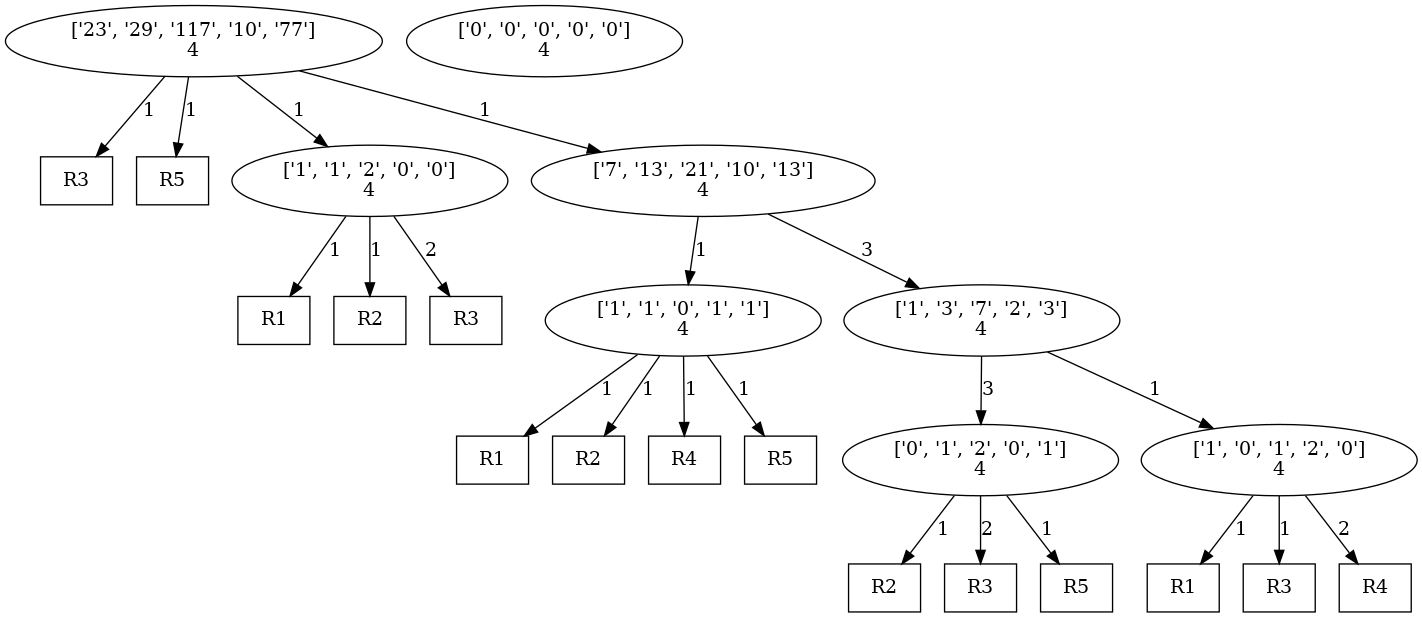 ['23', '29', '117', '10', '77']
4
['0', '0', '0', '0', '0']
4
1
1
1
1
R3
R5
['1', '1', '2', '0', '0']
4
['7', '13', '21', '10', '13']
4
1
1
2
1
3
R1
R2
R3
['1', '1', '0', '1', '1']
4
['1', '3', '7', '2', '3']
4
1
1
1
1
3
1
R1
R2
R4
R5
['0', '1', '2', '0', '1']
4
['1', '0', '1', '2', '0']
4
1
2
1
1
1
2
R2
R3
R5
R1
R3
R4